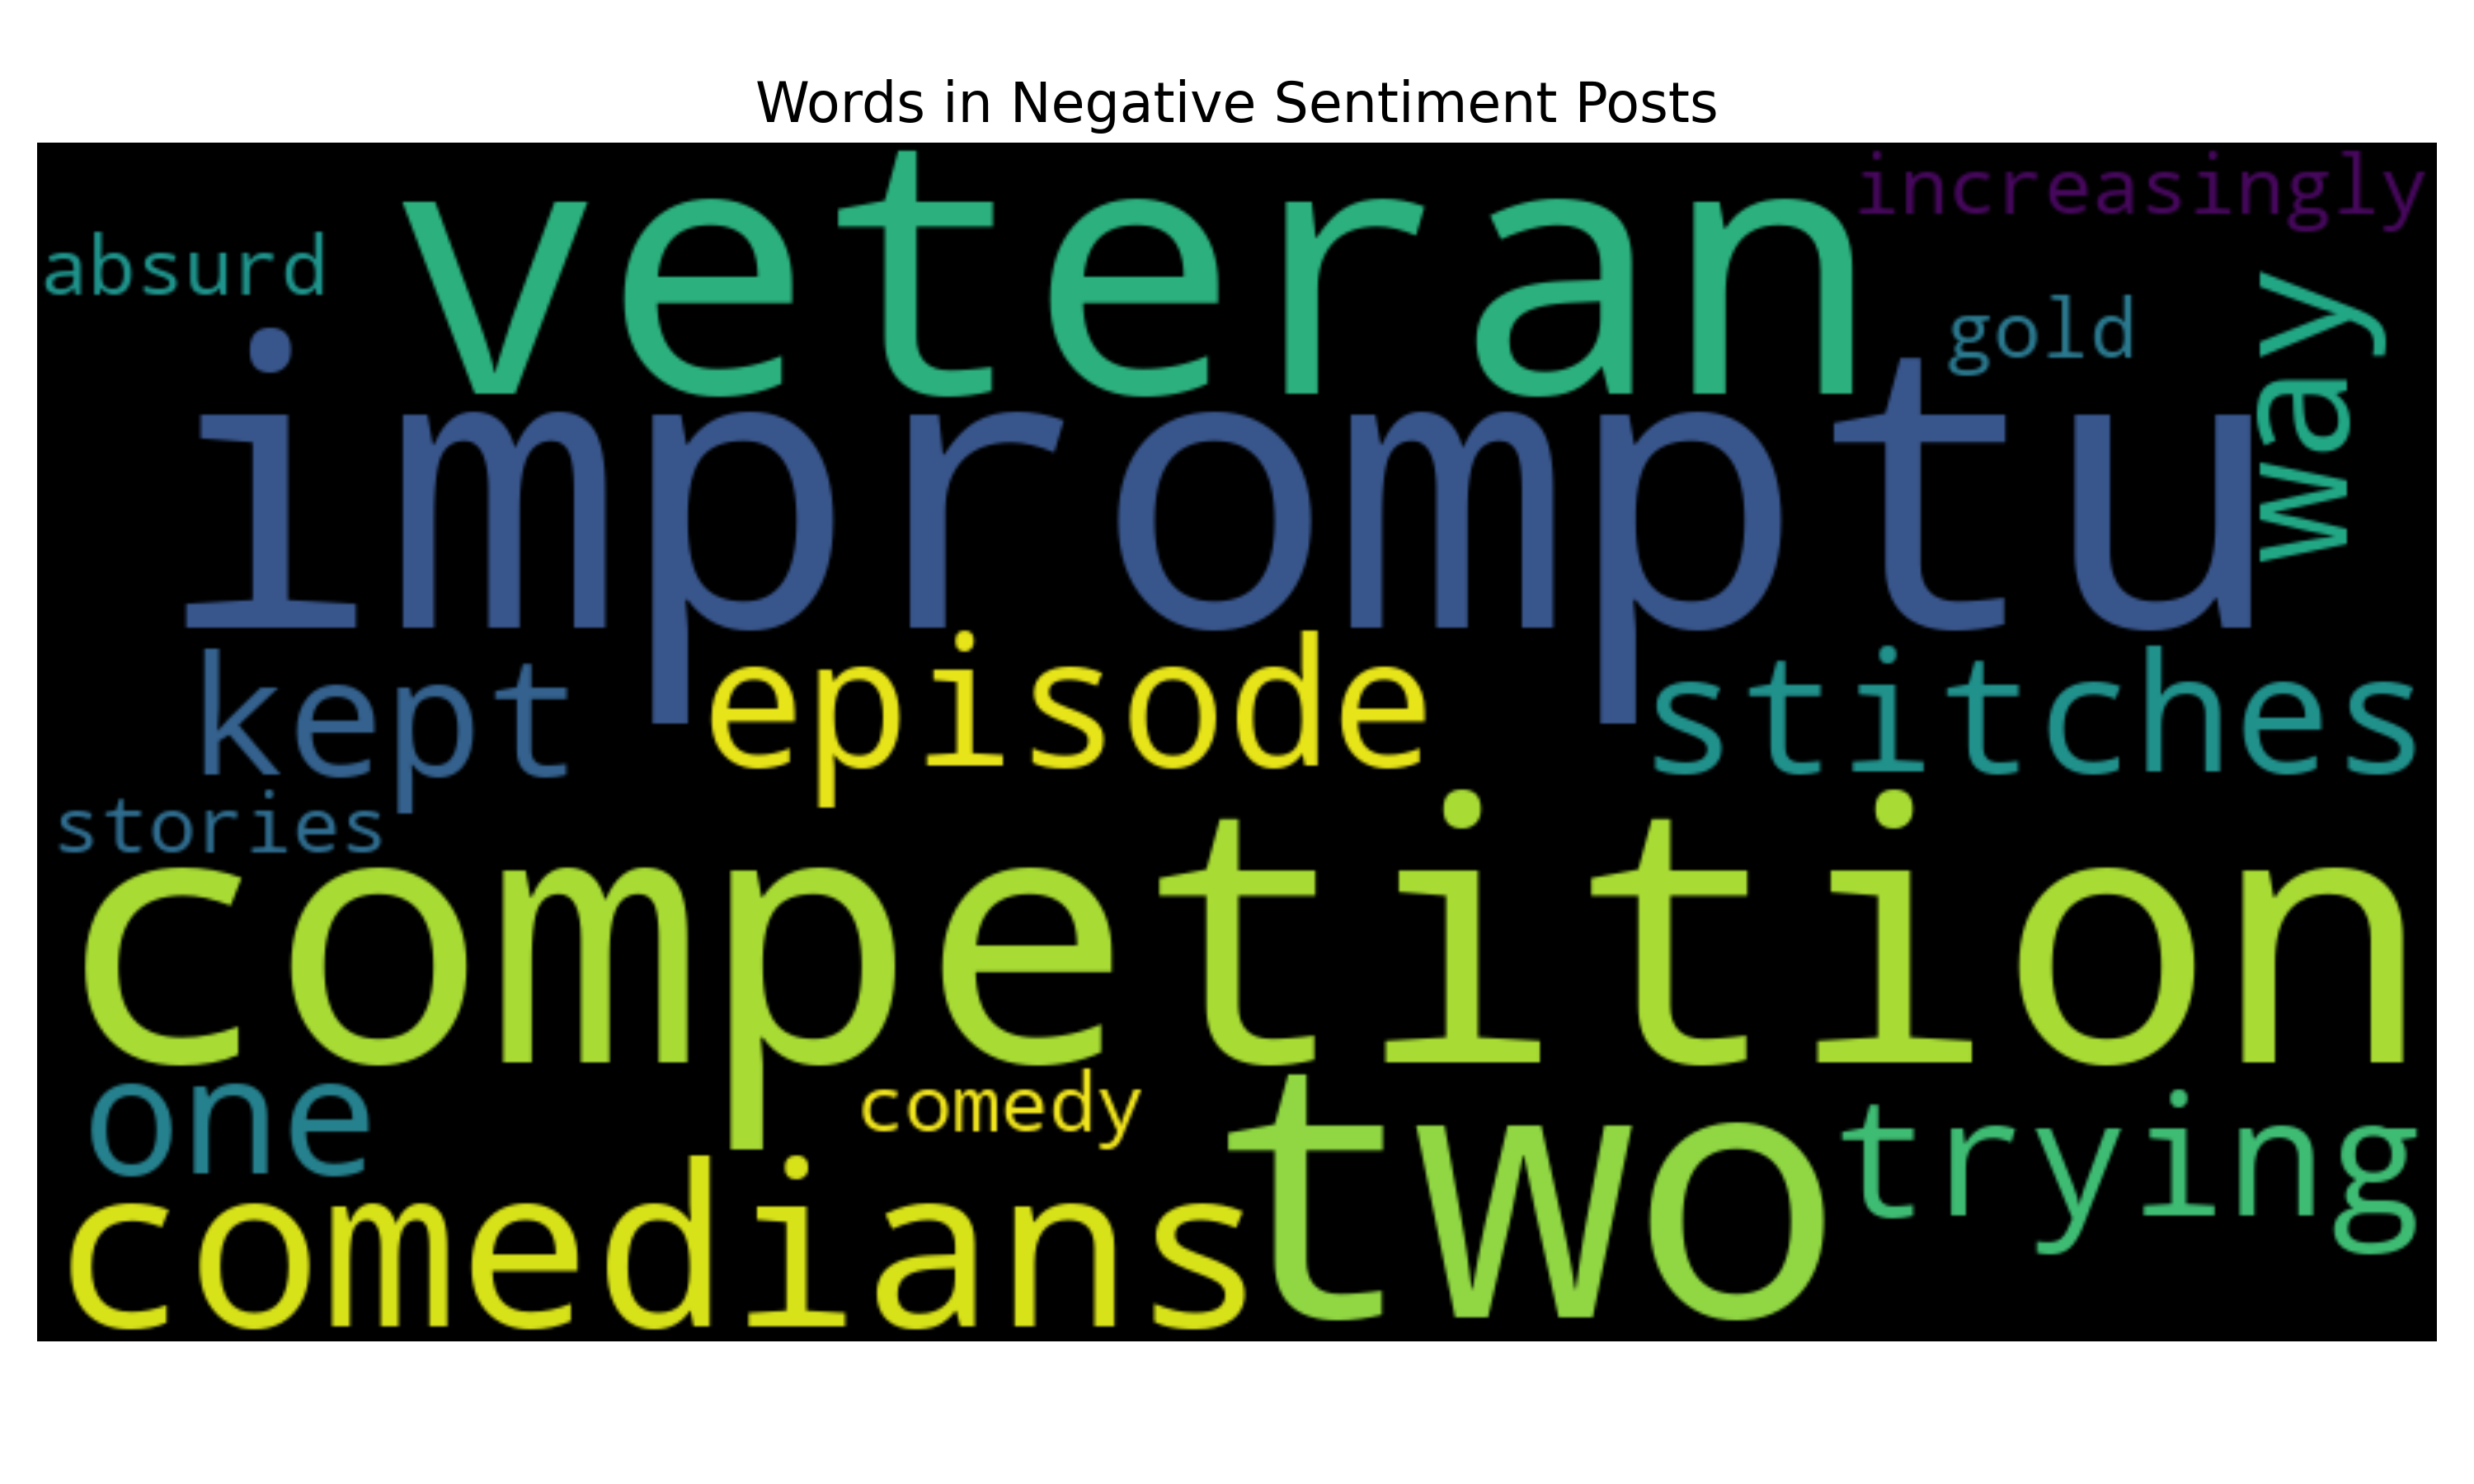 Words in Negative Sentiment Posts
increasingly
veteran
absurd
gold
way
impromptu
kept
episode
stitches
stories
competition
one
comedy
two
trying
comedians